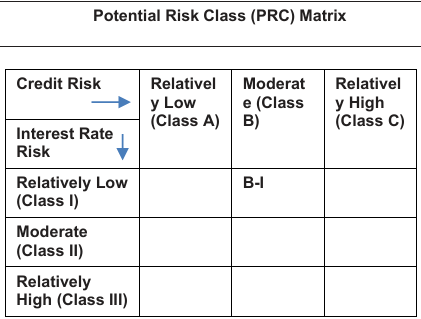 Potential Risk Class (PRC) Matrix
Credit Risk
Relativel
y Low
(Class A)
Moderat
e (Class
B)
Relativel
y High
(Class C)
Interest Rate
Risk
Relatively Low
(Class I)
B-I
Moderate
(Class II)
Relatively
High (Class III)